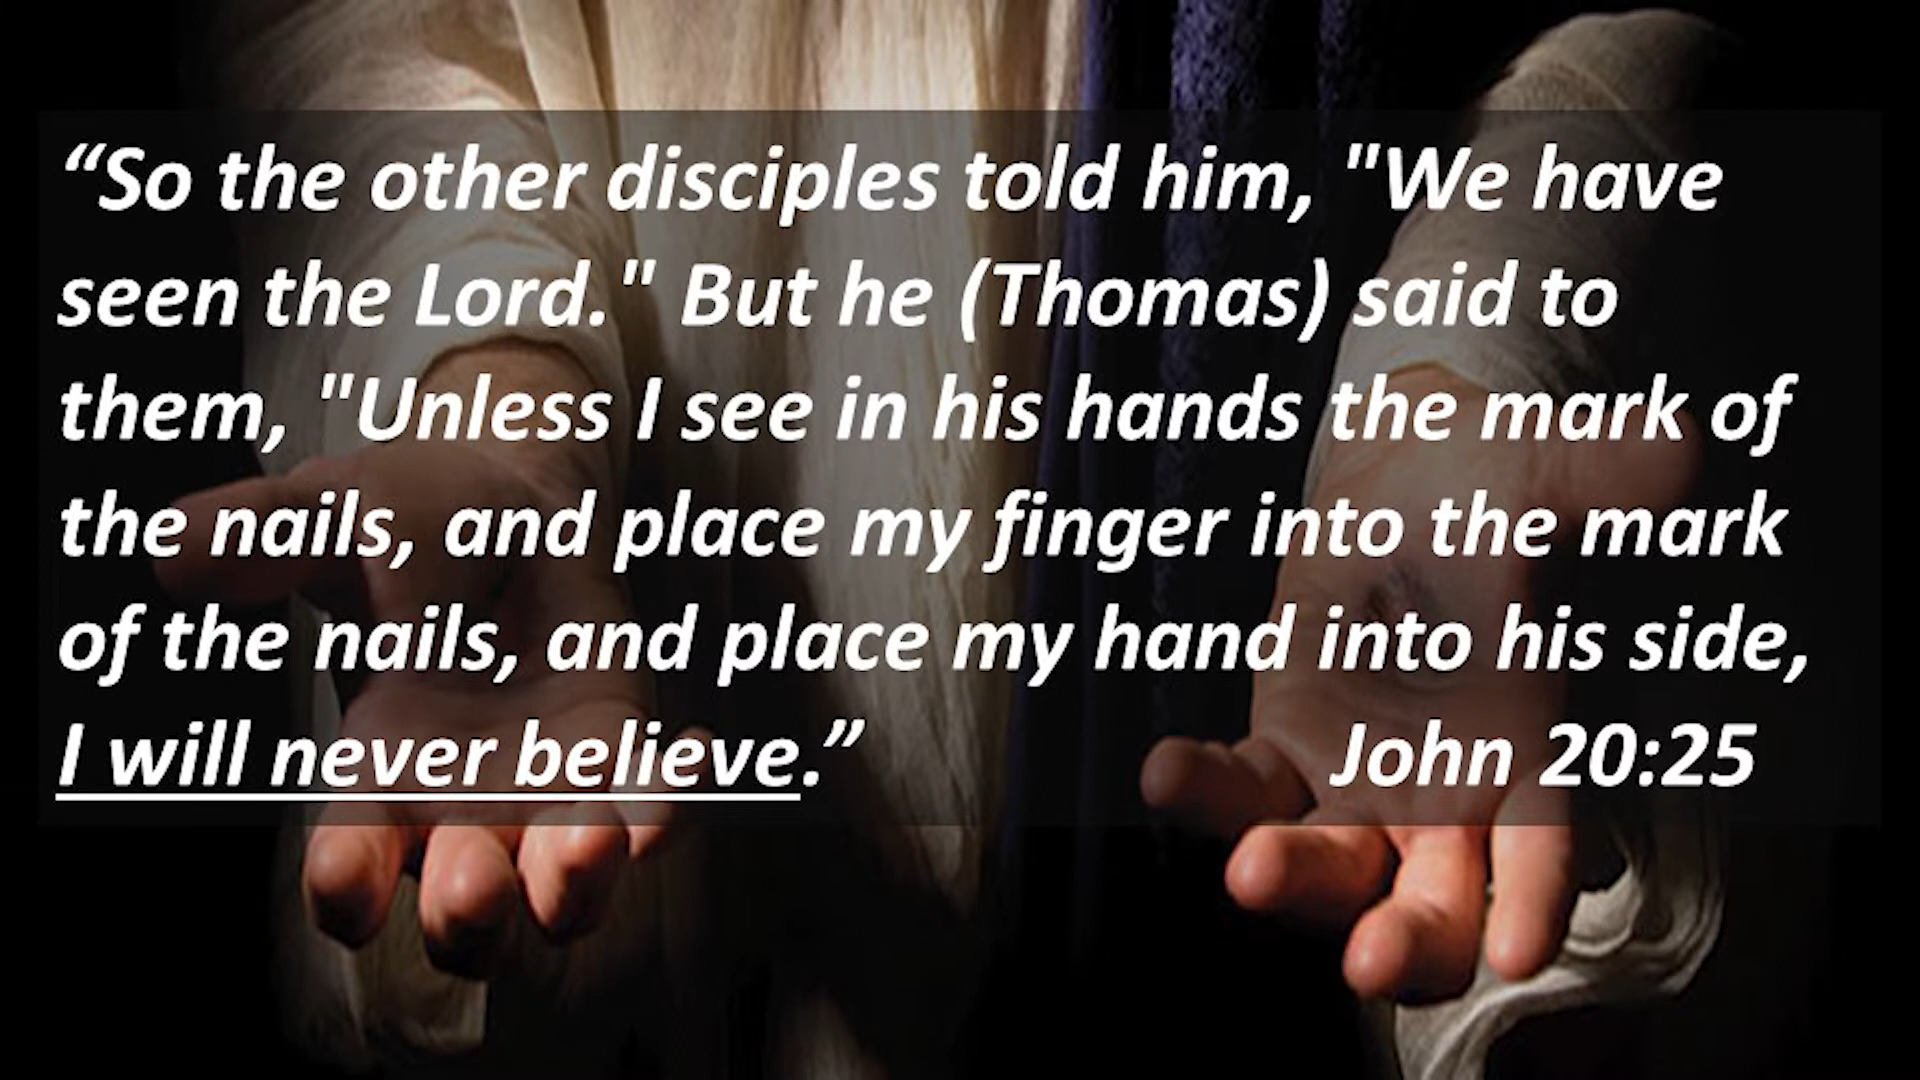 “So the other disciples told him, "We have
seen the Lord." But he (Thomas) said to
them, "Unless I see in his hands the mark of
the nails, and place my finger into the mark
of the nails, and place my hand into his side,
I will never believe.” John 20:25